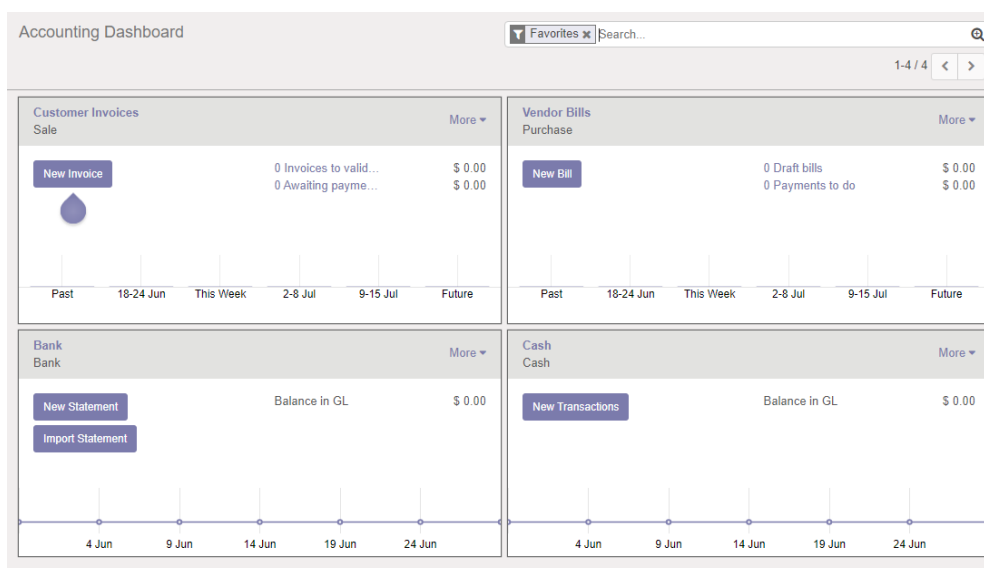 Accounting Dashboard
Favorites Search...
1-4 / 4
Customer Invoices
Sale
More
New Invoice
0 Invoices to valid... $ 0.00
0 Awaiting payme... $ 0.00
Past 18-24 Jun This Week 2-8 Jul 9-15 Jul Future
Vendor Bills
Purchase
More
New Bill
0 Draft bills $ 0.00
0 Payments to do $ 0.00
Past 18-24 Jun This Week 2-8 Jul 9-15 Jul Future
Bank
Bank
More
New Statement
Balance in GL $ 0.00
Import Statement
4 Jun 9 Jun 14 Jun 19 Jun 24 Jun
Cash
Cash
More
New Transactions
Balance in GL $ 0.00
4 Jun 9 Jun 14 Jun 19 Jun 24 Jun